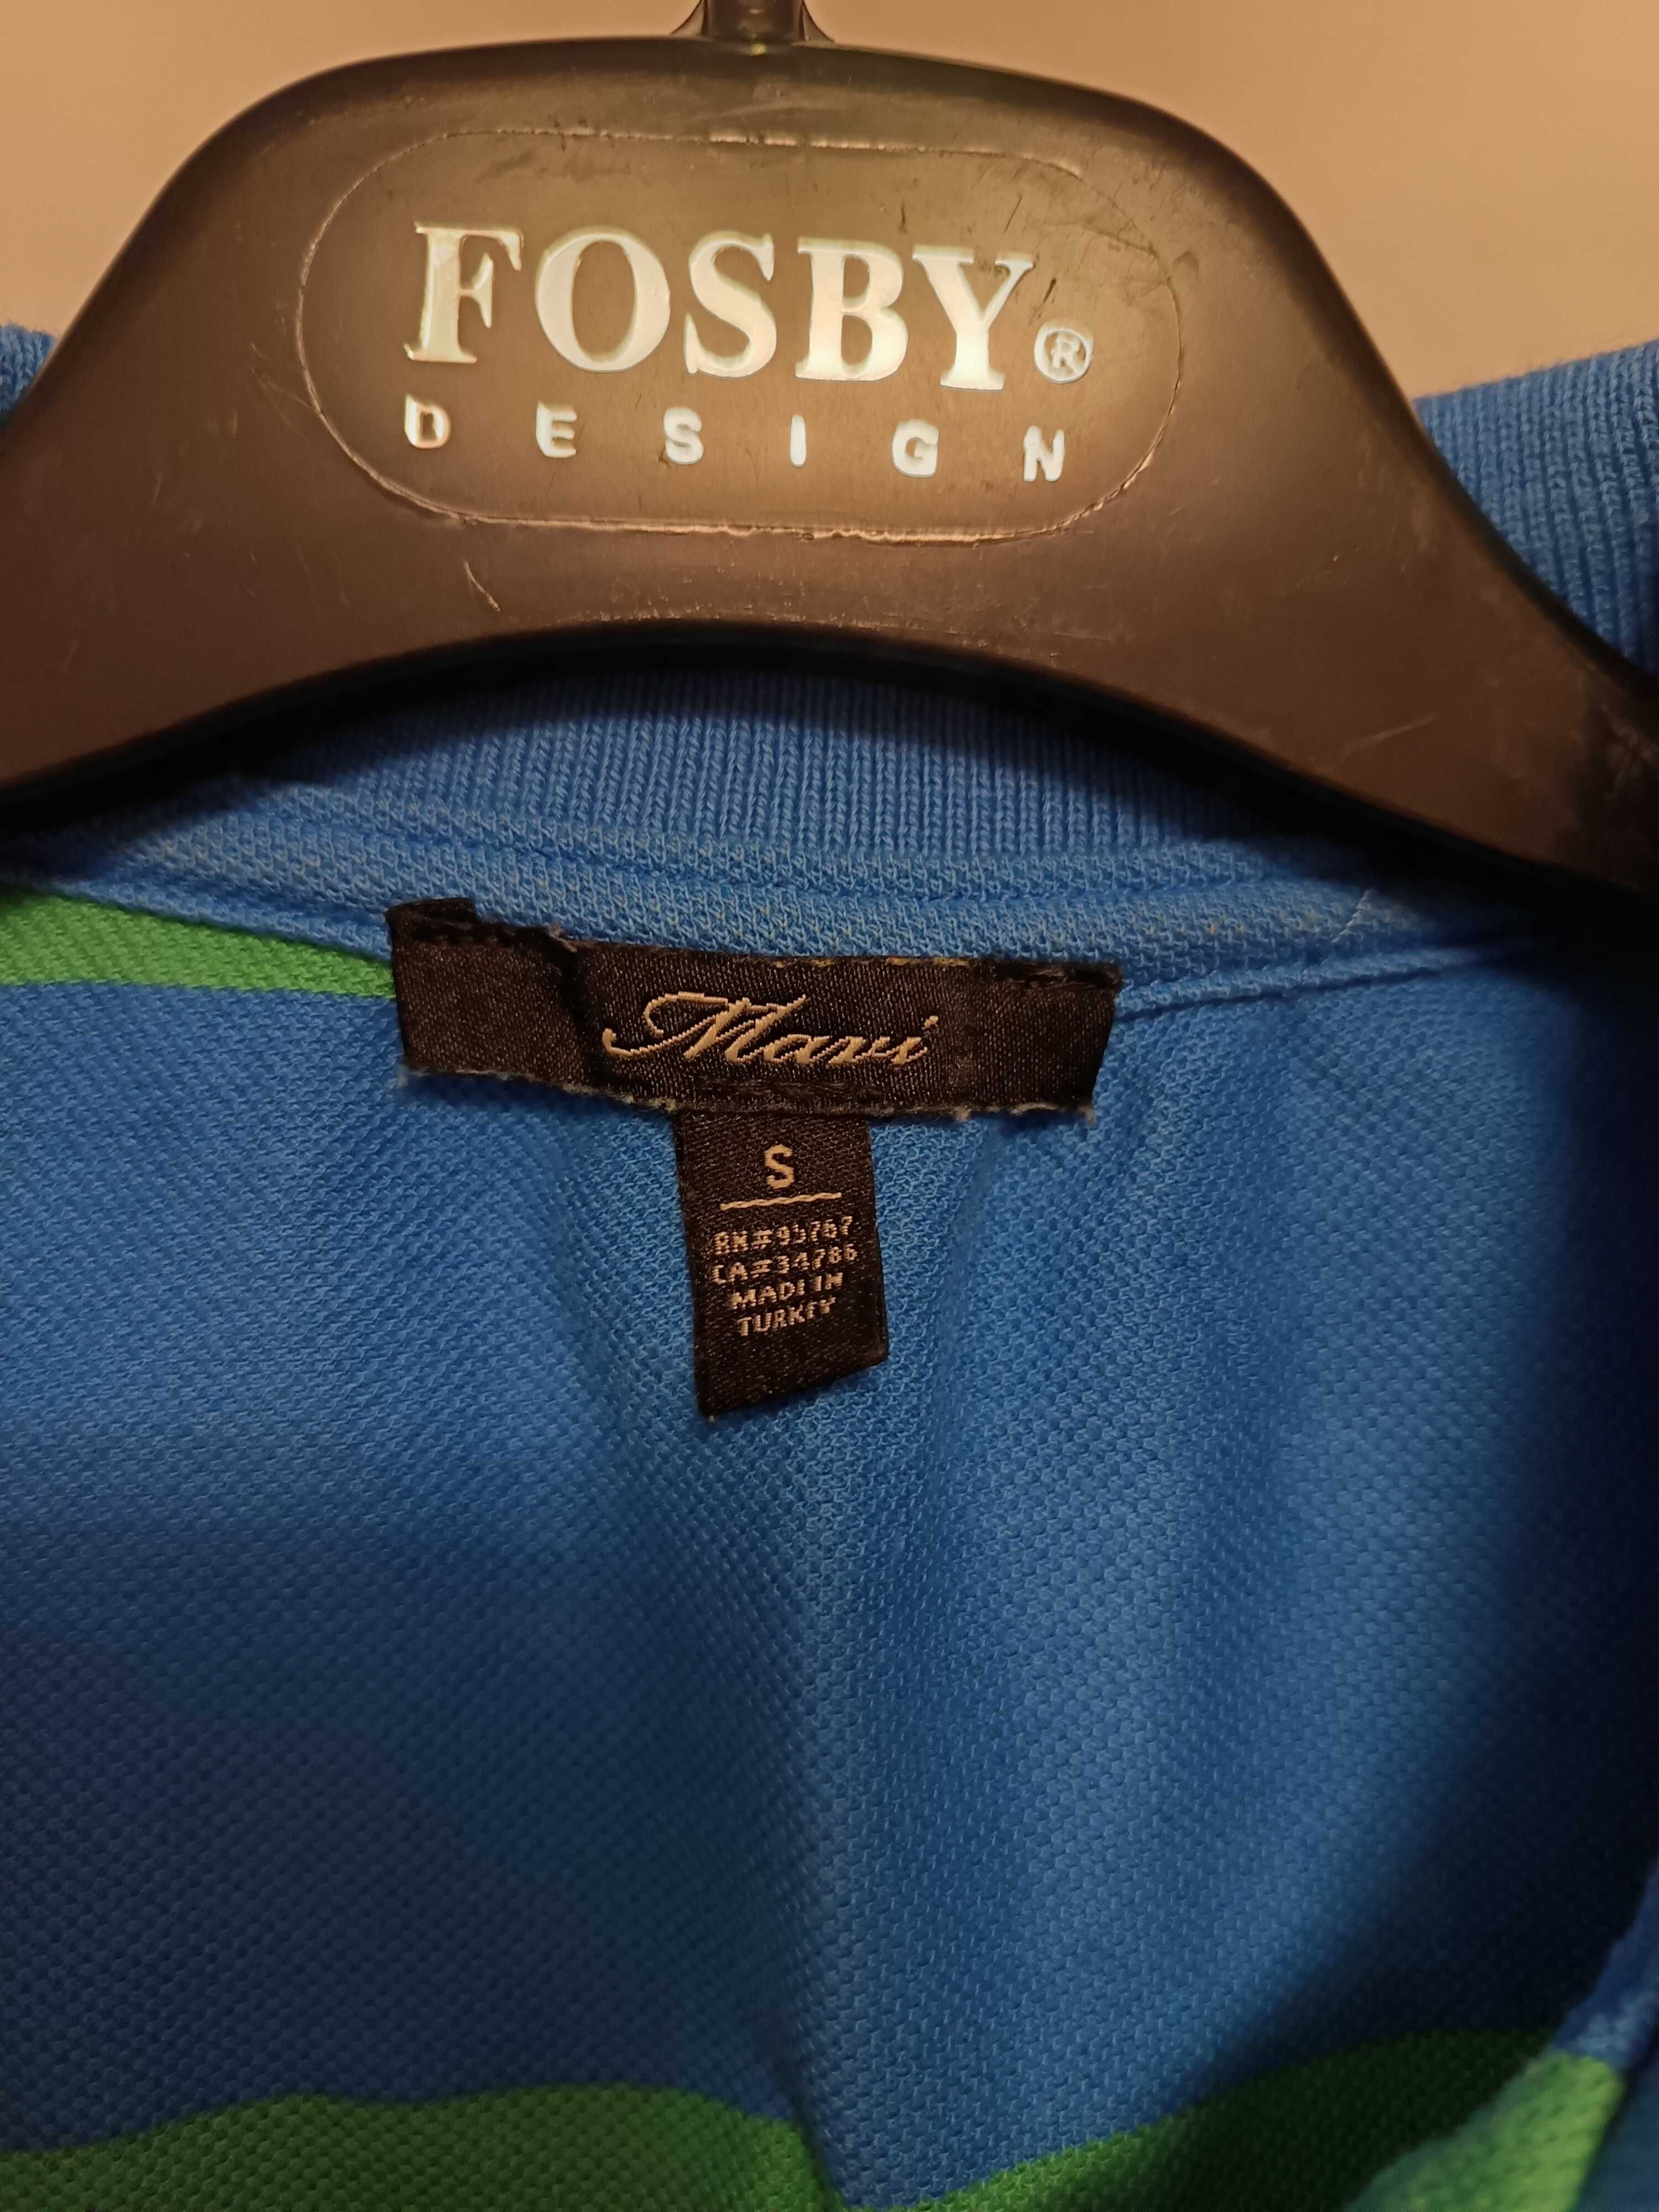 FOSBY®
DESIGN
Mavi
S
RN#95767
CA=34786
MADE IN
TURKEY